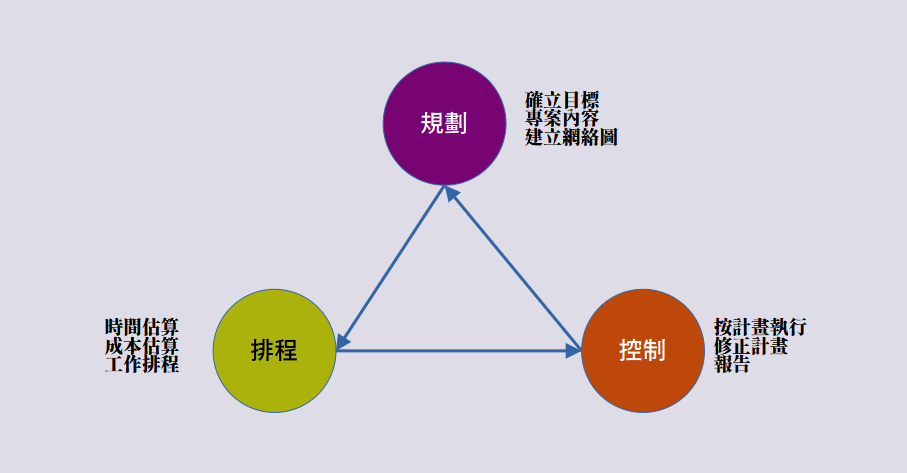 規劃
確立目標
專案內容
建立網絡圖
排程
時間估算
成本估算
工作排程
控制
按計畫執行
修正計畫
報告